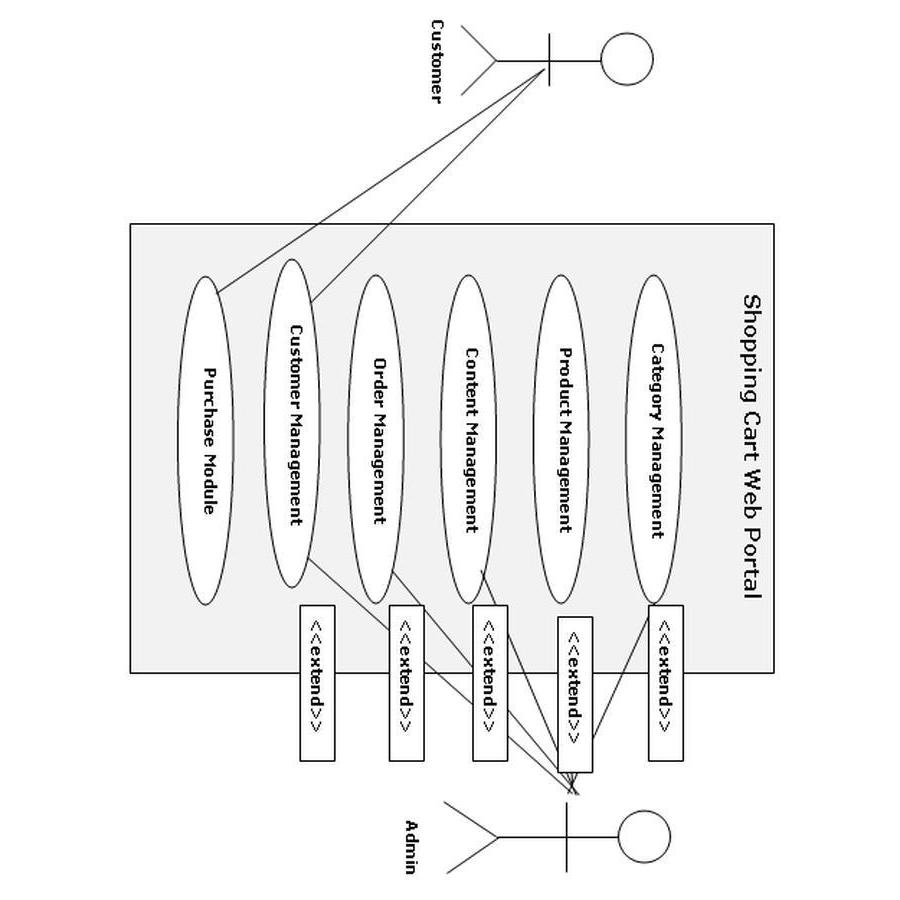 Shopping Cart Web Portal
Category Management
<<extend>>
Product Management
<<extend>>
Content Management
<<extend>>
Order Management
<<extend>>
Customer Management
<<extend>>
Purchase Module
Customer
Admin